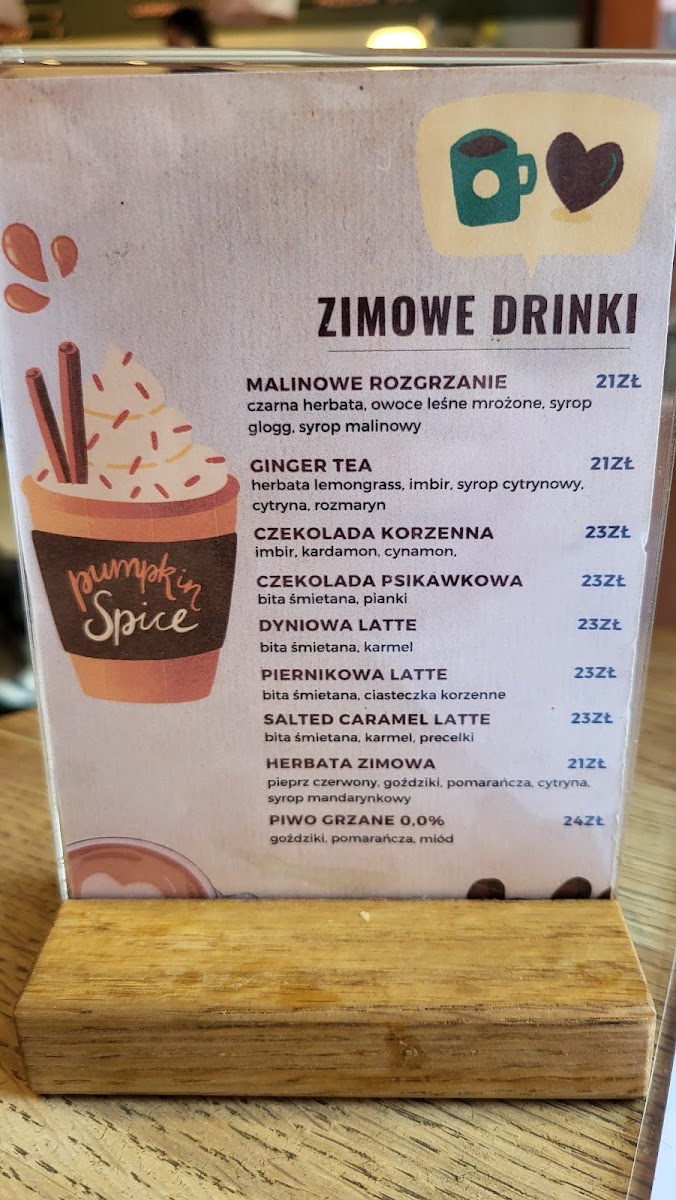 ZIMOWE DRINKI
MALINOWE ROZGRZANIE 21ZŁ
czarna herbata, owoce leśne mrożone, syrop
glogg, syrop malinowy
GINGER TEA 21ZŁ
herbata lemongrass, imbir, syrop cytrynowy,
cytryna, rozmaryn
CZEKOLADA KORZENNA 23ZŁ
imbir, kardamon, cynamon,
CZEKOLADA PSIKAWKOWA 23ZŁ
bita śmietana, pianki
DYNIOWA LATTE 23ZŁ
bita śmietana, karmel
PIERNIKOWA LATTE 23ZŁ
bita śmietana, ciasteczka korzenne
SALTED CARAMEL LATTE 23ZŁ
bita śmietana, karmel, precelki
HERBATA ZIMOWA 21ZŁ
pieprz czerwony, goździki, pomarańcza, cytryna,
syrop mandarynkowy
PIWO GRZANE 0,0% 24ZŁ
goździki, pomarańcza, miód
pumpkin
Spice